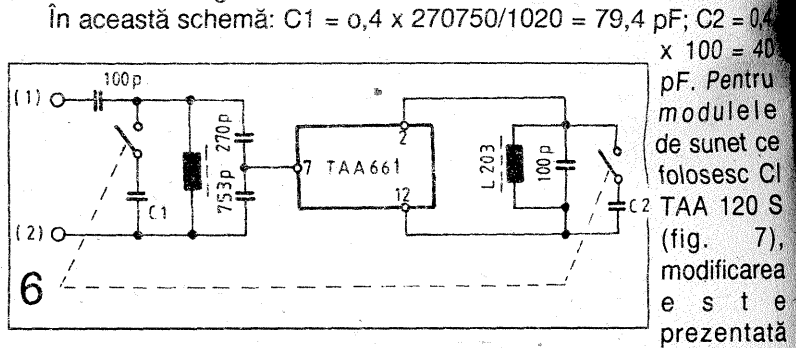 În această schemă: C1 = o,4 x 270750/1020 = 79,4 pF; C2 = 0,4
x 100 = 40
pF. Pentru
modulele
de sunet ce
folosesc CI
TAA 120 S
(fig. 7),
modificarea
este
prezentată
100p
(1)
270p
2
7 TAA661
753p
L203
100p
12
C1
C2
(2)
6